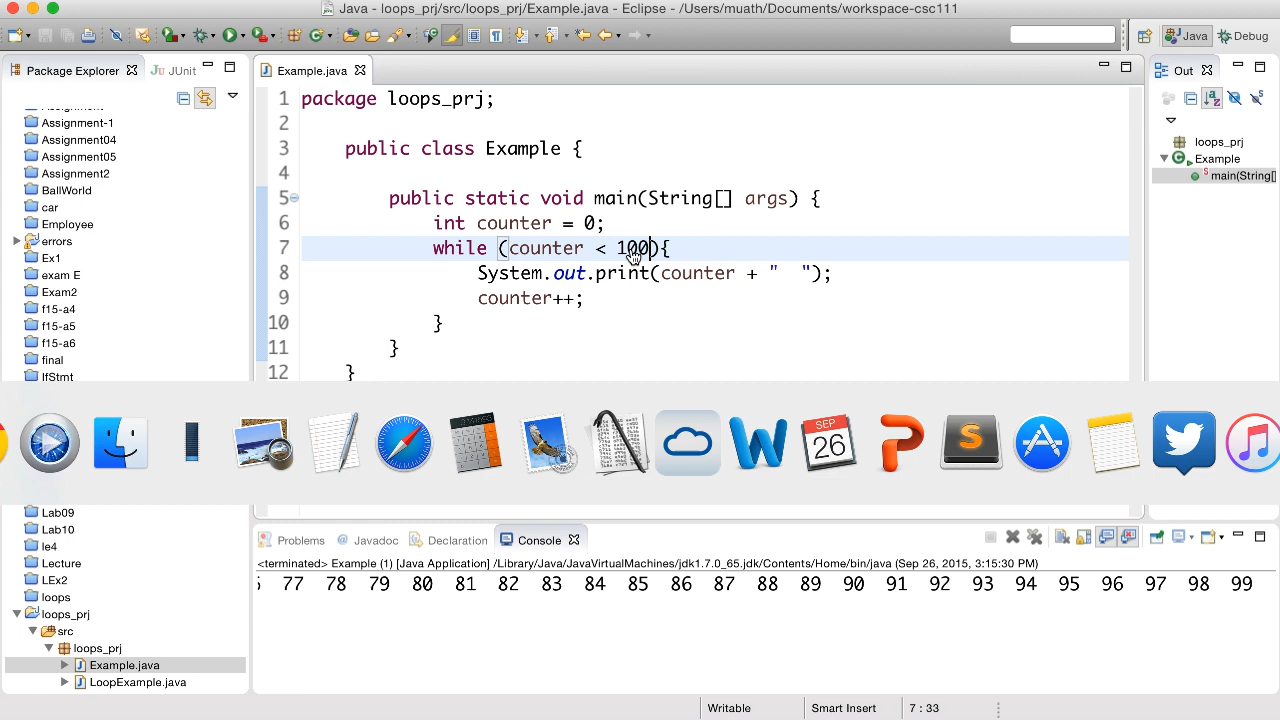 Java - loops_prj/src/loops_prj/Example.java - Eclipse - /Users/muath/Documents/workspace-csc111
Java
Debug
Package Explorer
JUnit
Example.java
Out
Assignment
Assignment-1
Assignment04
Assignment05
Assignment2
BallWorld
car
Employee
errors
Ex1
exam E
Exam2
f15-a4
f15-a5
f15-a6
final
IfStmt
1 package loops_prj;
2
3 public class Example {
4
5 public static void main(String[] args) {
6 int counter = 0;
7 while (counter < 100){
8 System.out.print(counter + "  ");
9 counter++;
10 }
11 }
12 }
loops_prj
Example
main(String[]
SEP
26
Lab09
Lab10
le4
Lecture
LEx2
loops
loops_prj
src
loops_prj
Example.java
LoopExample.java
Problems
Javadoc
Declaration
Console
<terminated> Example (1) [Java Application] /Library/Java/JavaVirtualMachines/jdk1.7.0_65.jdk/Contents/Home/bin/java (Sep 26, 2015, 3:15:30 PM)
77 78 79 80 81 82 83 84 85 86 87 88 89 90 91 92 93 94 95 96 97 98 99
Writable
Smart Insert
7 : 33